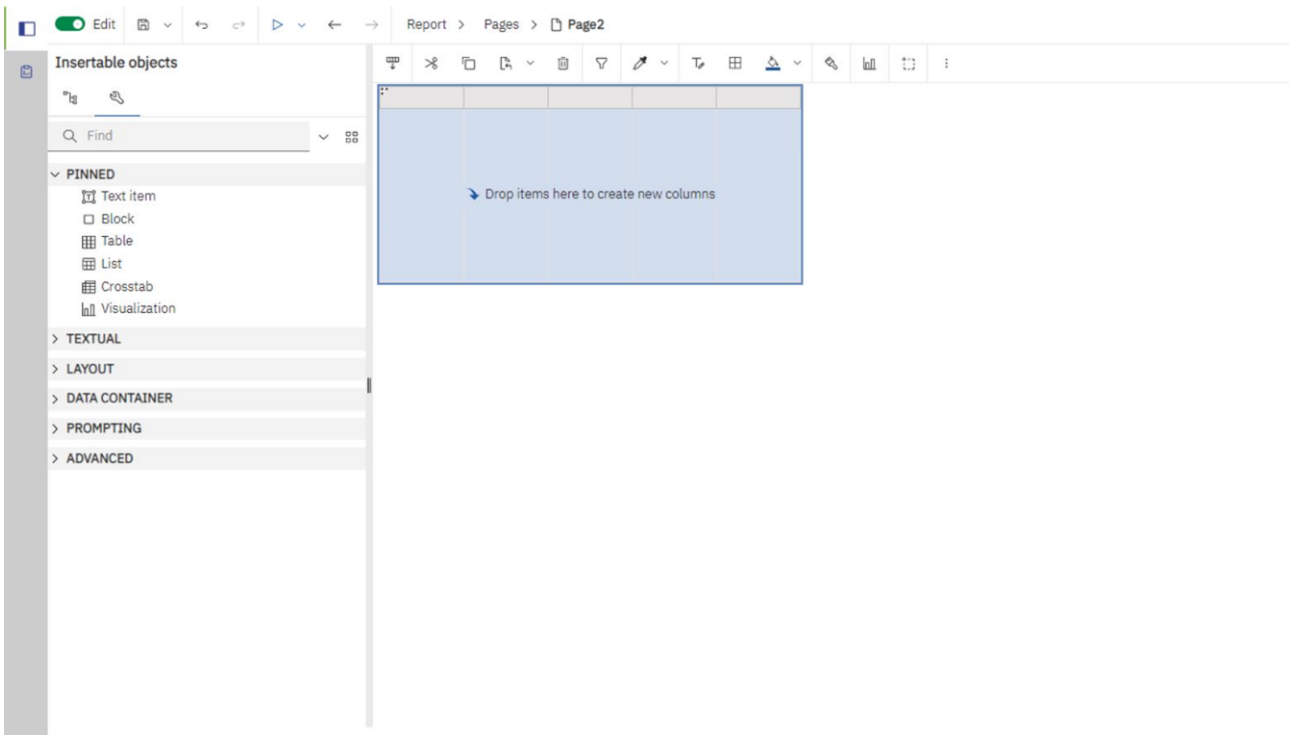 Edit
Report > Pages > Page2
Insertable objects
Find
PINNED
Text item
Block
Table
List
Crosstab
Visualization
TEXTUAL
LAYOUT
DATA CONTAINER
PROMPTING
ADVANCED
Drop items here to create new columns